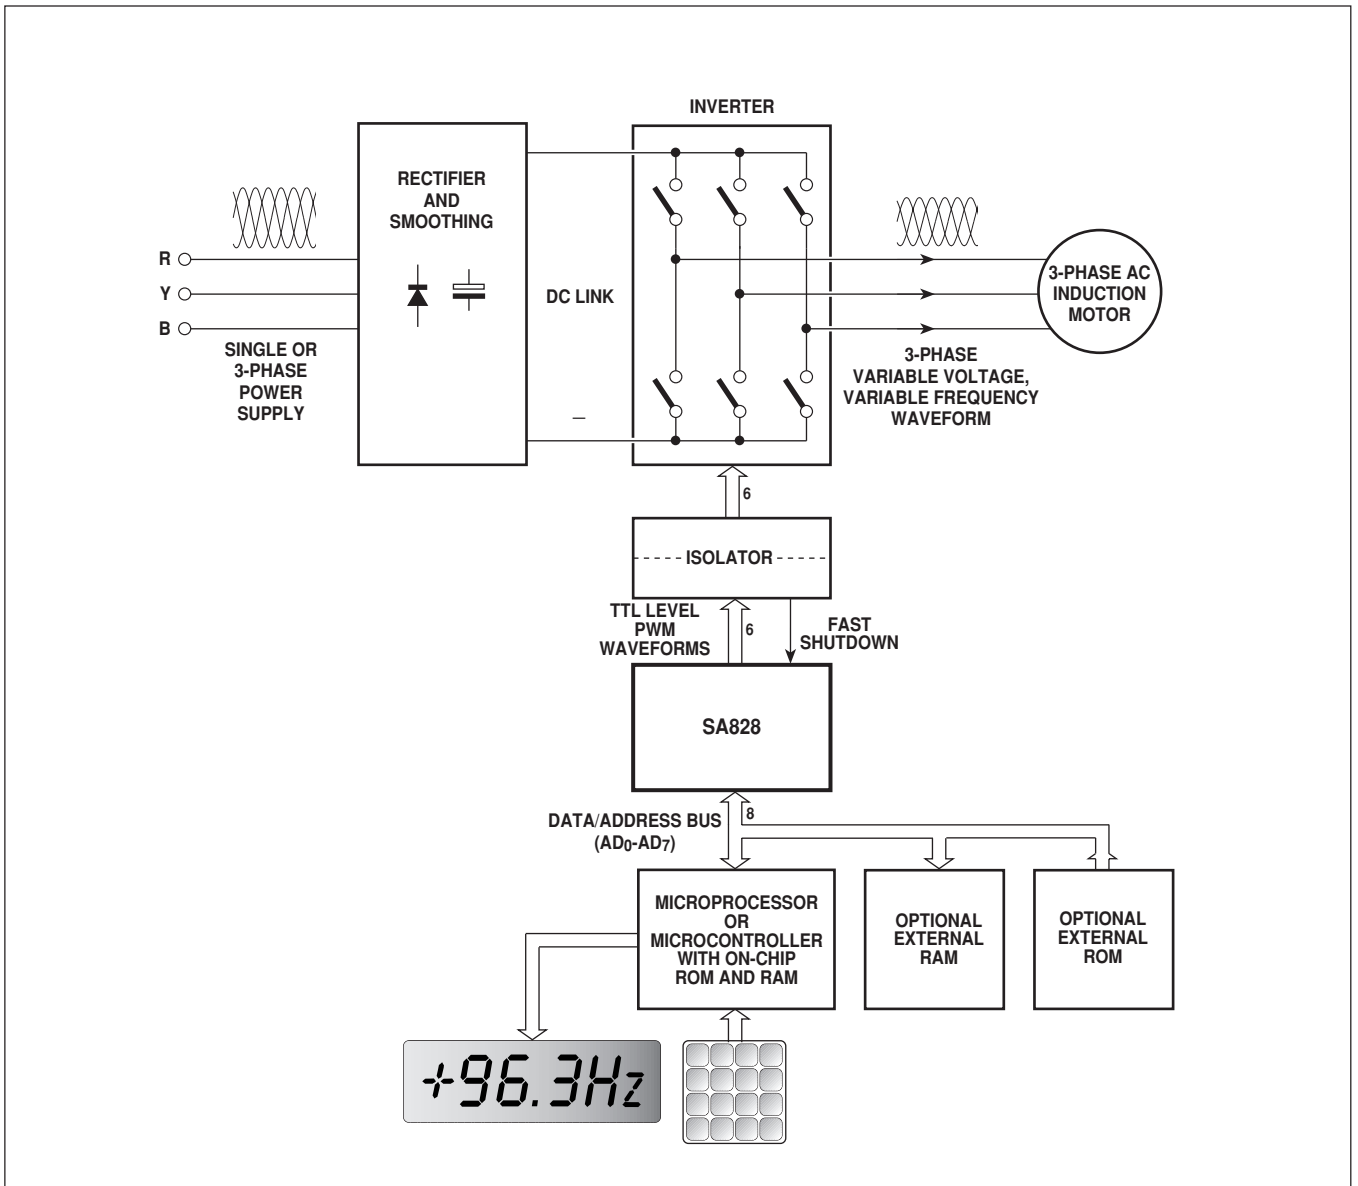 INVERTER
RECTIFIER
AND
SMOOTHING
R
Y
B
SINGLE OR
3-PHASE
POWER
SUPPLY
DC LINK
–
3-PHASE AC
INDUCTION
MOTOR
3-PHASE
VARIABLE VOLTAGE,
VARIABLE FREQUENCY
WAVEFORM
6
ISOLATOR
TTL LEVEL
PWM
WAVEFORMS
6
FAST
SHUTDOWN
SA828
DATA/ADDRESS BUS
(AD0-AD7)
8
MICROPROCESSOR
OR
MICROCONTROLLER
WITH ON-CHIP
ROM AND RAM
OPTIONAL
EXTERNAL
RAM
OPTIONAL
EXTERNAL
ROM
+96.3Hz